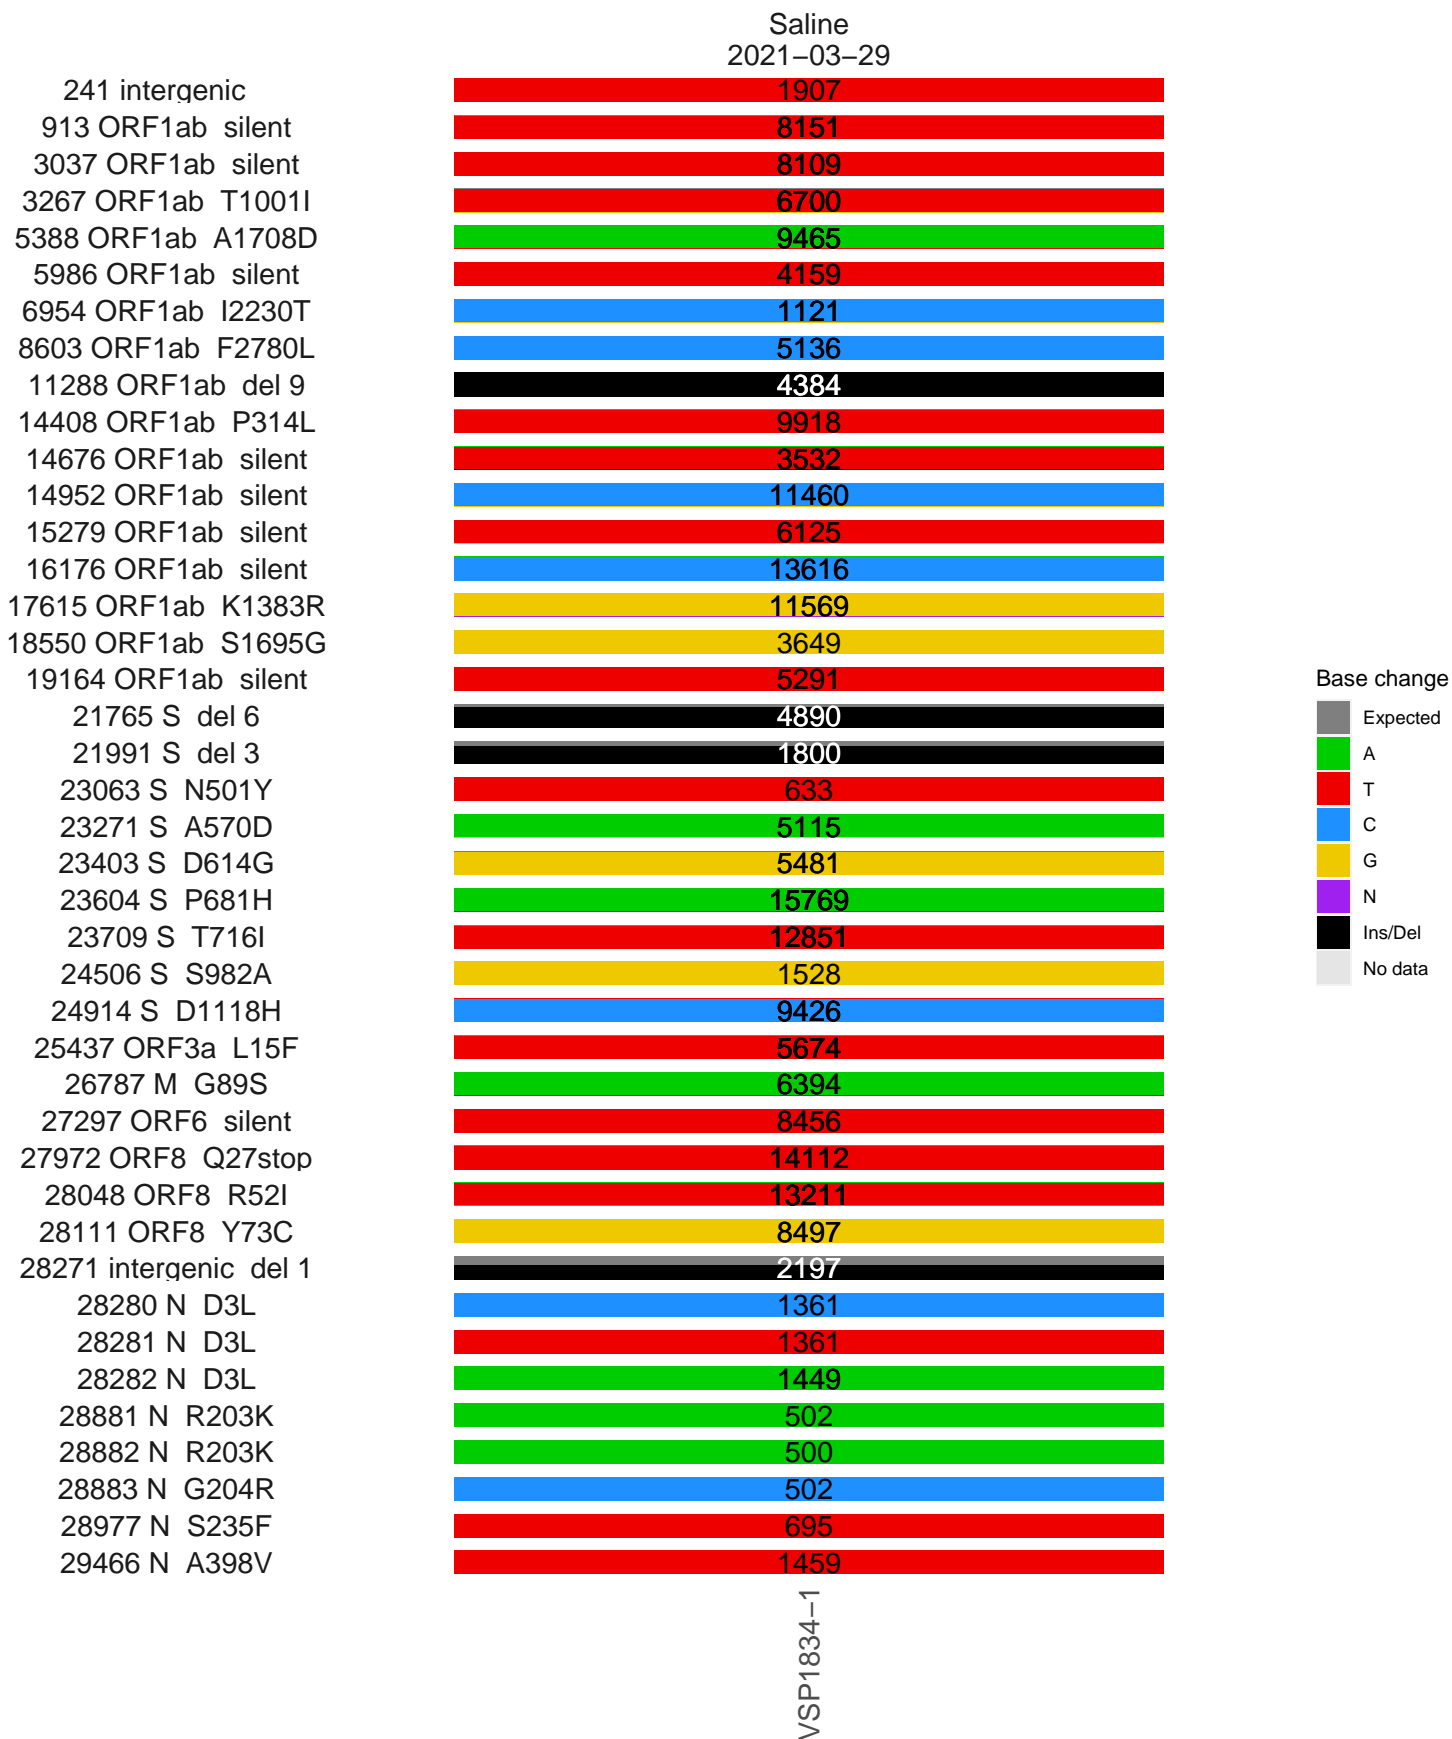 Saline
2021−03−29
241 intergenic 1907
913 ORF1ab silent 8151
3037 ORF1ab silent 8109
3267 ORF1ab T1001I 6700
5388 ORF1ab A1708D 9465
5986 ORF1ab silent 4159
6954 ORF1ab I2230T 1121
8603 ORF1ab F2780L 5136
11288 ORF1ab del 9 4384
14408 ORF1ab P314L 9918
14676 ORF1ab silent 3532
14952 ORF1ab silent 11460
15279 ORF1ab silent 6125
16176 ORF1ab silent 13616
17615 ORF1ab K1383R 11569
18550 ORF1ab S1695G 3649
19164 ORF1ab silent 5291
21765 S del 6 4890
21991 S del 3 1800
23063 S N501Y 633
23271 S A570D 5115
23403 S D614G 5481
23604 S P681H 15769
23709 S T716I 12851
24506 S S982A 1528
24914 S D1118H 9426
25437 ORF3a L15F 5674
26787 M G89S 6394
27297 ORF6 silent 8456
27972 ORF8 Q27stop 14112
28048 ORF8 R52I 13211
28111 ORF8 Y73C 8497
28271 intergenic del 1 2197
28280 N D3L 1361
28281 N D3L 1361
28282 N D3L 1449
28881 N R203K 502
28882 N R203K 500
28883 N G204R 502
28977 N S235F 695
29466 N A398V 1459
VSP1834−1
Base change
Expected
A
T
C
G
N
Ins/Del
No data